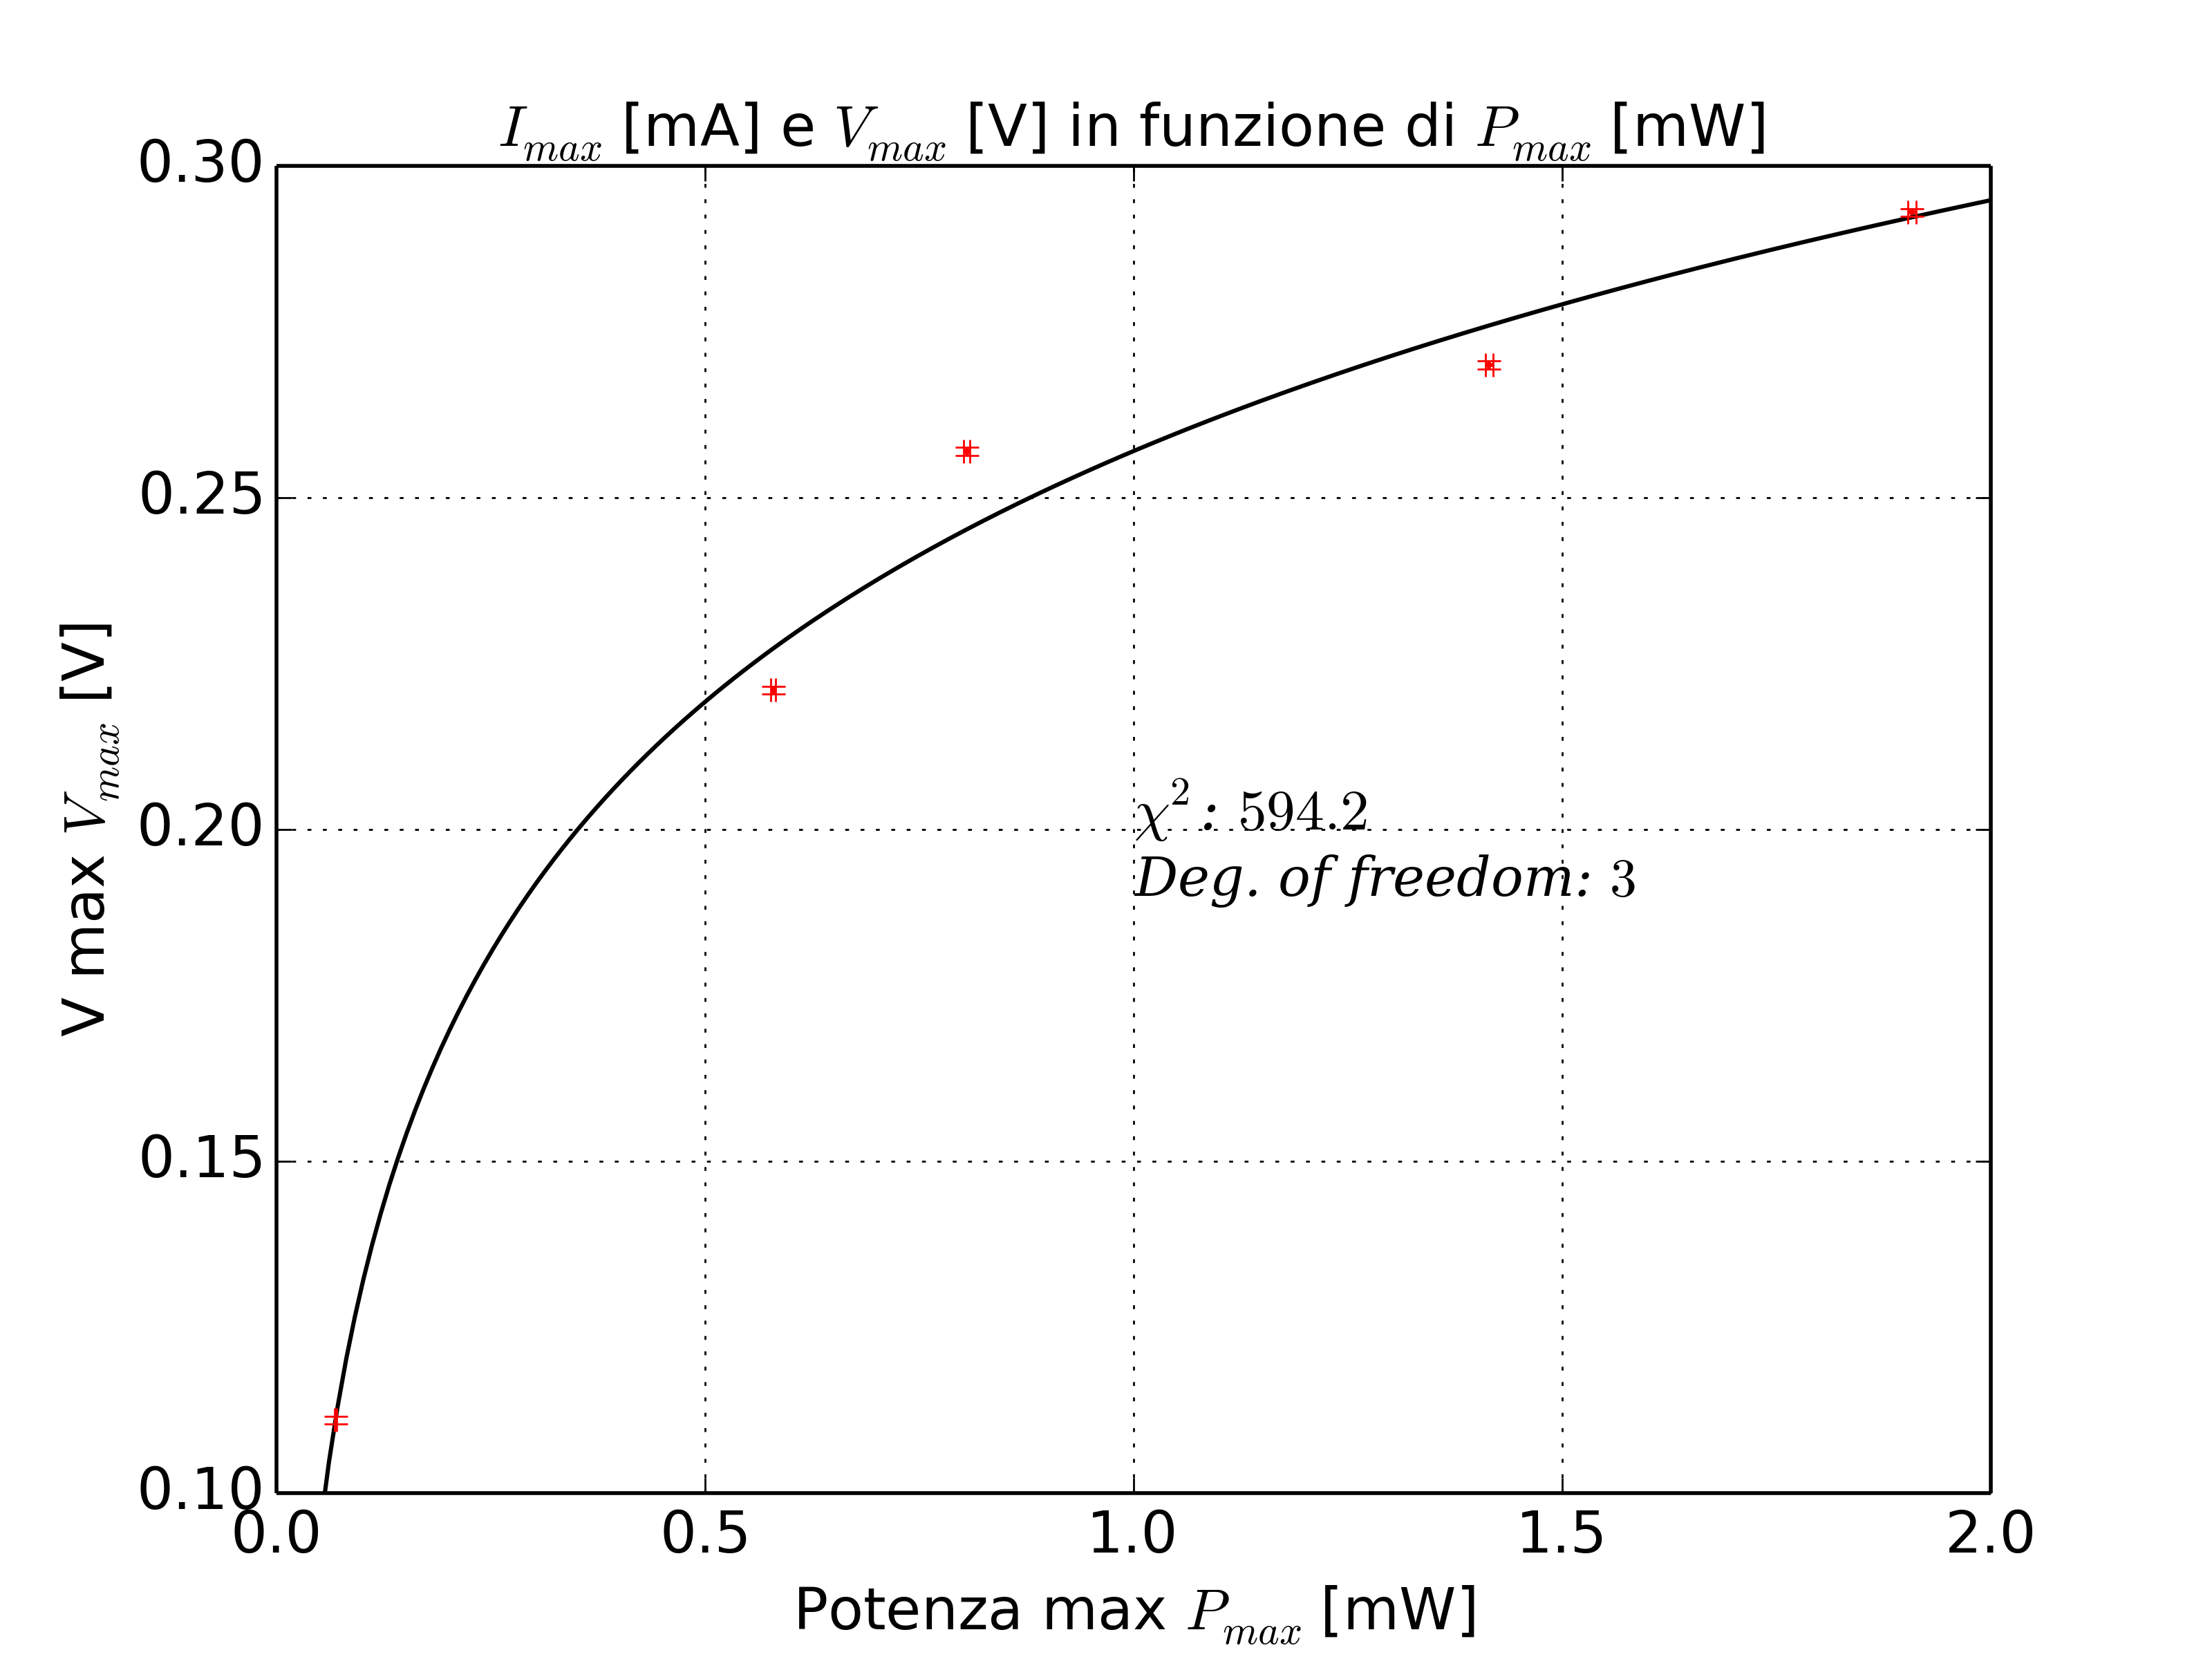 I_max [mA] e V_max [V] in funzione di P_max [mW]
0.30
0.25
0.20
0.15
0.10
V max V_max [V]
χ² : 594.2
Deg. of freedom: 3
0.0 0.5 1.0 1.5 2.0
Potenza max P_max [mW]